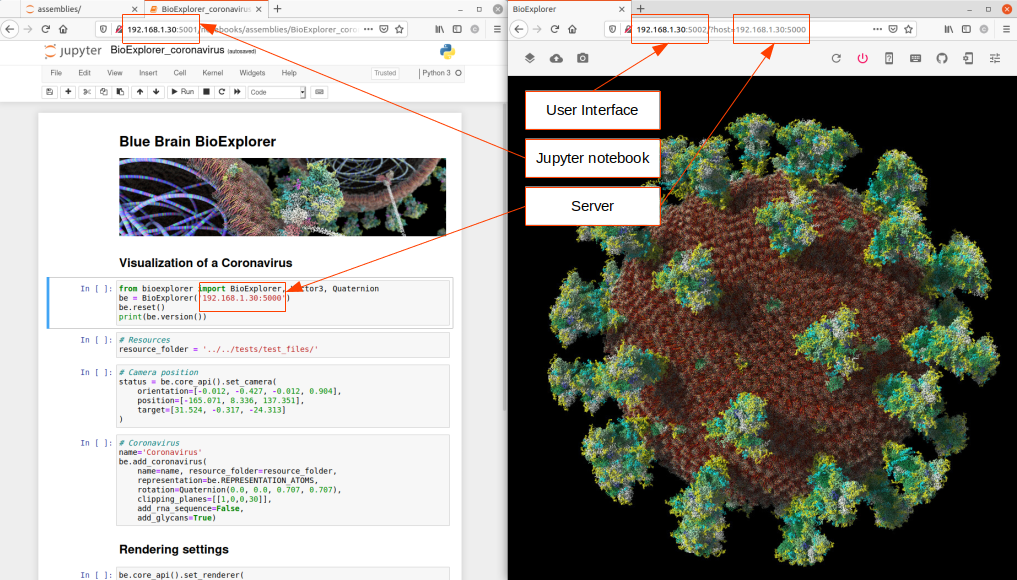 assemblies/
BioExplorer_coronavirus
192.168.1.30:5001/notebooks/assemblies/BioExplorer_coro
jupyter BioExplorer_coronavirus (autosaved)
File Edit View Insert Cell Kernel Widgets Help Trusted Python 3
Run Code
Blue Brain BioExplorer
Visualization of a Coronavirus
In [ ]: from bioexplorer import BioExplorer, Vector3, Quaternion
be = BioExplorer('192.168.1.30:5000')
be.reset()
print(be.version())
In [ ]: # Resources
resource_folder = '../../tests/test_files/'
In [ ]: # Camera position
status = be.core_api().set_camera(
orientation=[-0.012, -0.427, -0.012, 0.904],
position=[-165.071, 8.336, 137.351],
target=[31.524, -0.317, -24.313]
)
In [ ]: # Coronavirus
name='Coronavirus'
be.add_coronavirus(
name=name, resource_folder=resource_folder,
representation=be.REPRESENTATION_ATOMS,
rotation=Quaternion(0.0, 0.0, 0.707, 0.707),
clipping_planes=[[1,0,0,30]],
add_rna_sequence=False,
add_glycans=True)
Rendering settings
In [ ]: be.core_api().set_renderer(
BioExplorer
192.168.1.30:5002/?host=192.168.1.30:5000
User Interface
Jupyter notebook
Server